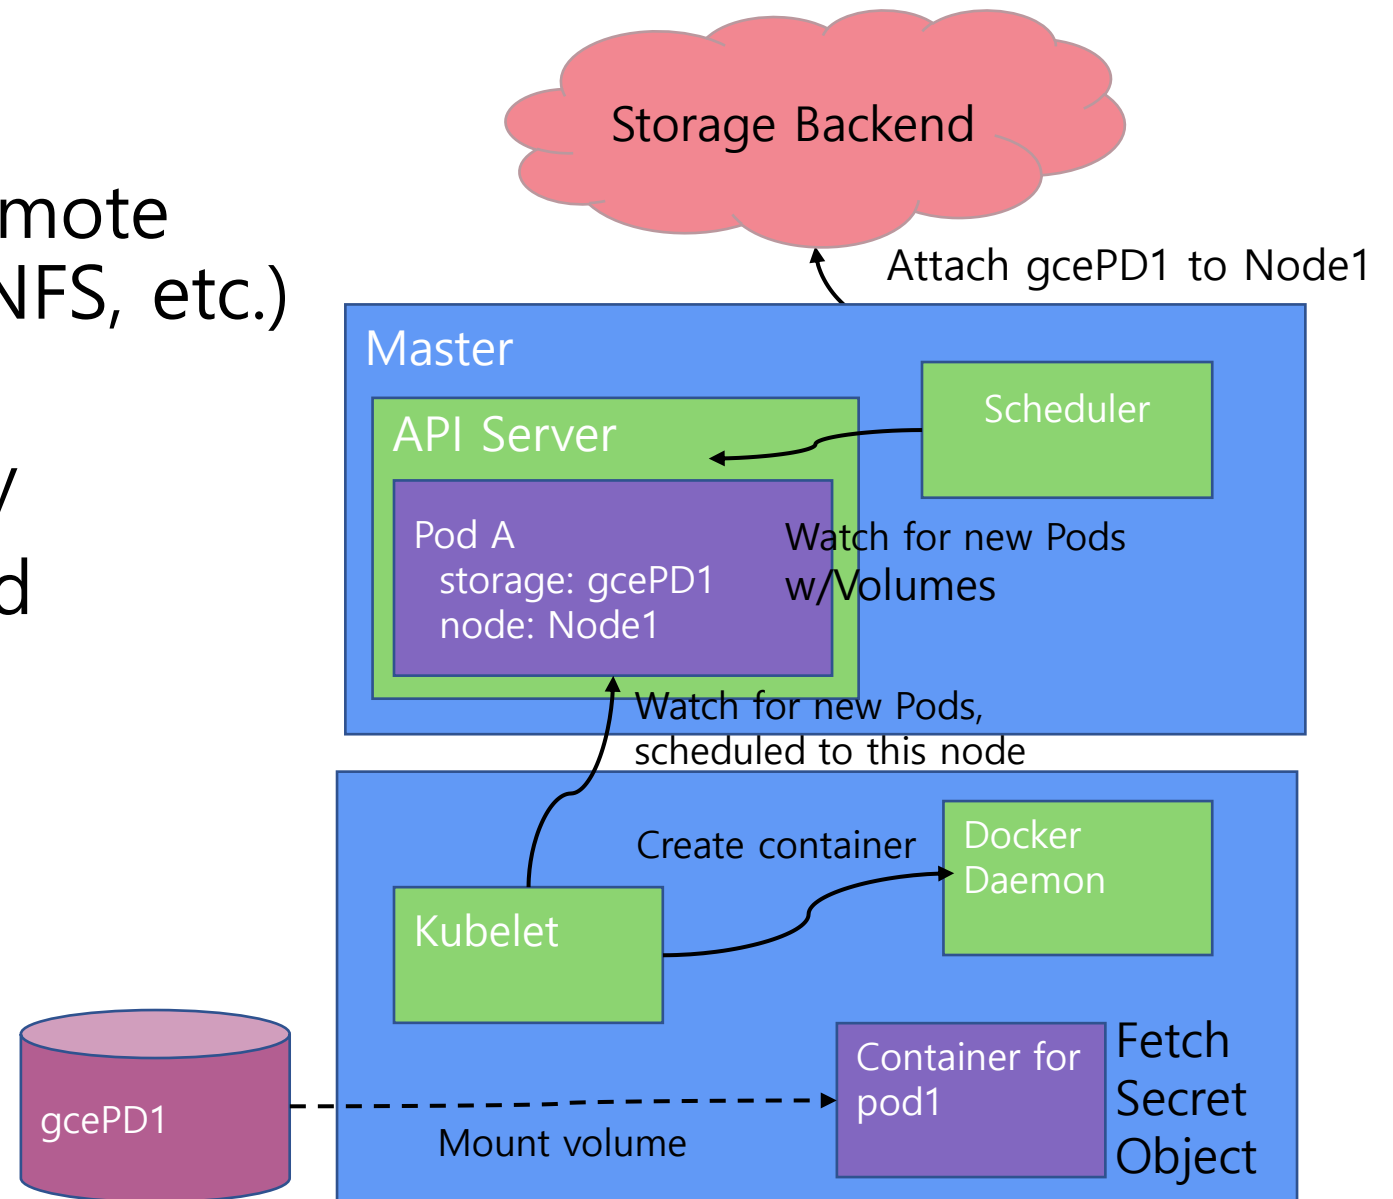 Storage Backend
mote
NFS, etc.)
Attach gcePD1 to Node1
Master
Scheduler
API Server
y
d
Pod A
storage: gcePD1
node: Node1
Watch for new Pods
w/Volumes
Watch for new Pods,
scheduled to this node
Create container
Docker
Daemon
Kubelet
gcePD1
Mount volume
Container for
pod1
Fetch
Secret
Object